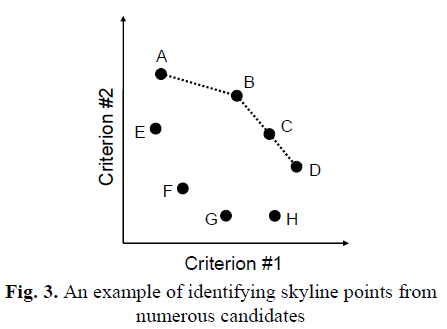 A
B
C
D
E
F
G
H
Criterion #2
Criterion #1
Fig. 3. An example of identifying skyline points from
numerous candidates